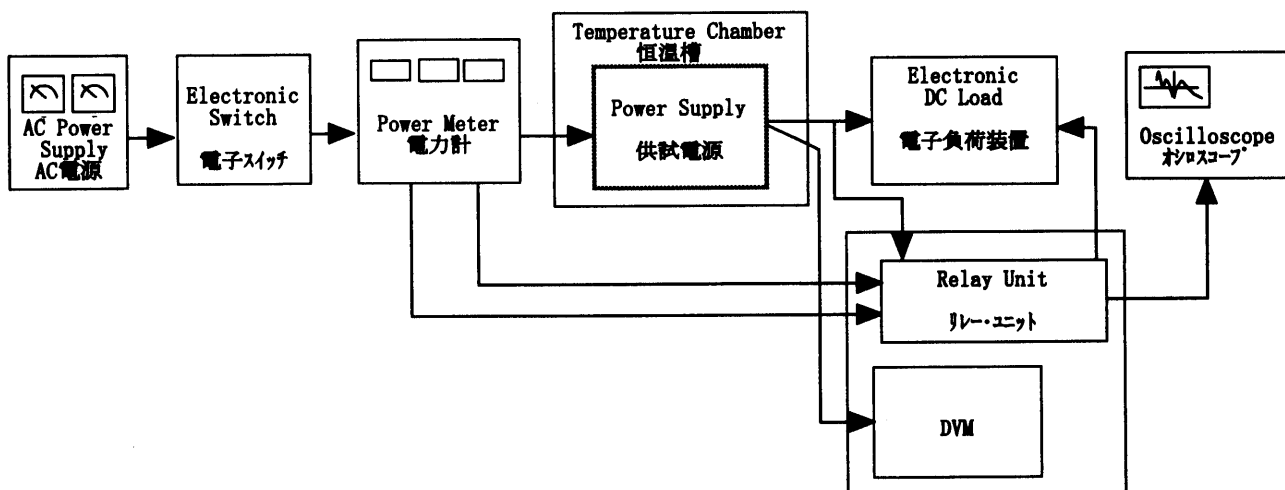 AC Power
Supply
AC電源
Electronic
Switch
電子スイッチ
Power Meter
電力計
Temperature Chamber
恒温槽
Power Supply
供試電源
Electronic
DC Load
電子負荷装置
Oscilloscope
オシロスコープ
Relay Unit
リレー・ユニット
DVM